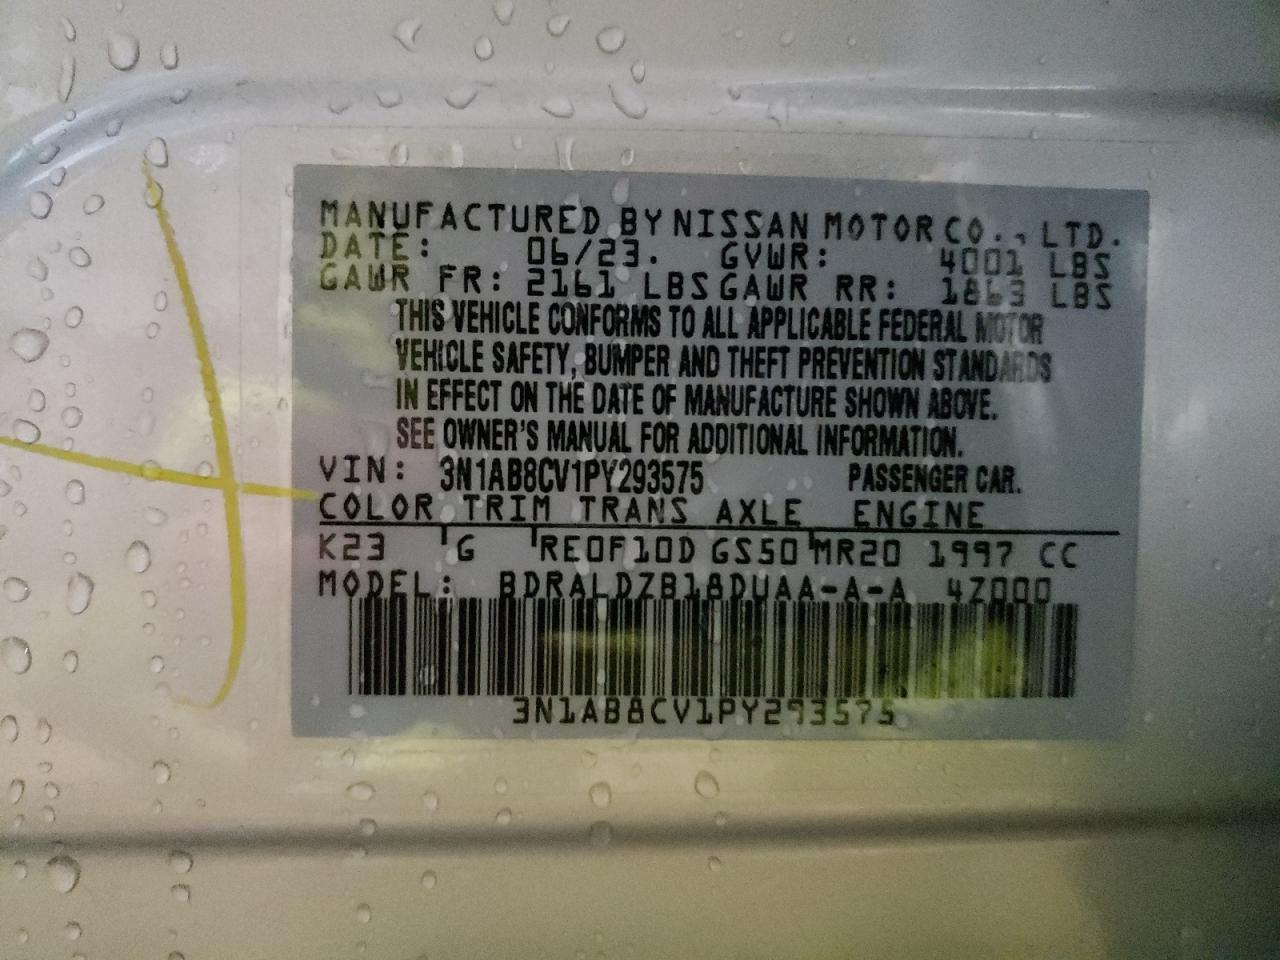 MANUFACTURED BY NISSAN MOTOR CO., LTD.
DATE: 06/23. GVWR: 4001 LBS
GAWR FR: 2161 LBS GAWR RR: 1863 LBS
THIS VEHICLE CONFORMS TO ALL APPLICABLE FEDERAL MOTOR
VEHICLE SAFETY, BUMPER AND THEFT PREVENTION STANDARDS
IN EFFECT ON THE DATE OF MANUFACTURE SHOWN ABOVE.
SEE OWNER'S MANUAL FOR ADDITIONAL INFORMATION.
VIN: 3N1AB8CV1PY293575 PASSENGER CAR.
COLOR TRIM TRANS AXLE ENGINE
K23 G RE0F10D GS50 MR20 1997 CC
MODEL: BDRALDZB18DUAA-A-A 4Z000
3N1AB8CV1PY293575